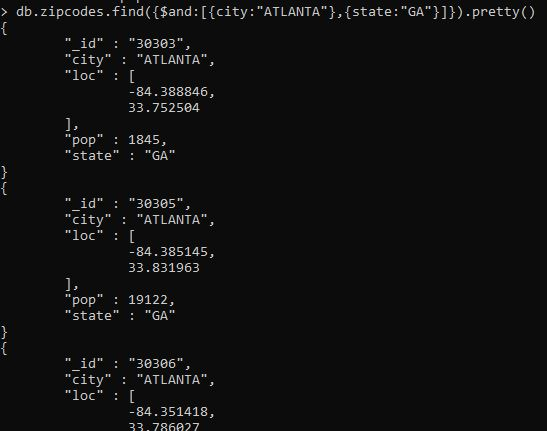 > db.zipcodes.find({$and:[{city:"ATLANTA"},{state:"GA"}]}).pretty()
{
        "_id" : "30303",
        "city" : "ATLANTA",
        "loc" : [
                -84.388846,
                33.752504
        ],
        "pop" : 1845,
        "state" : "GA"
}
{
        "_id" : "30305",
        "city" : "ATLANTA",
        "loc" : [
                -84.385145,
                33.831963
        ],
        "pop" : 19122,
        "state" : "GA"
}
{
        "_id" : "30306",
        "city" : "ATLANTA",
        "loc" : [
                -84.351418,
                33.786027